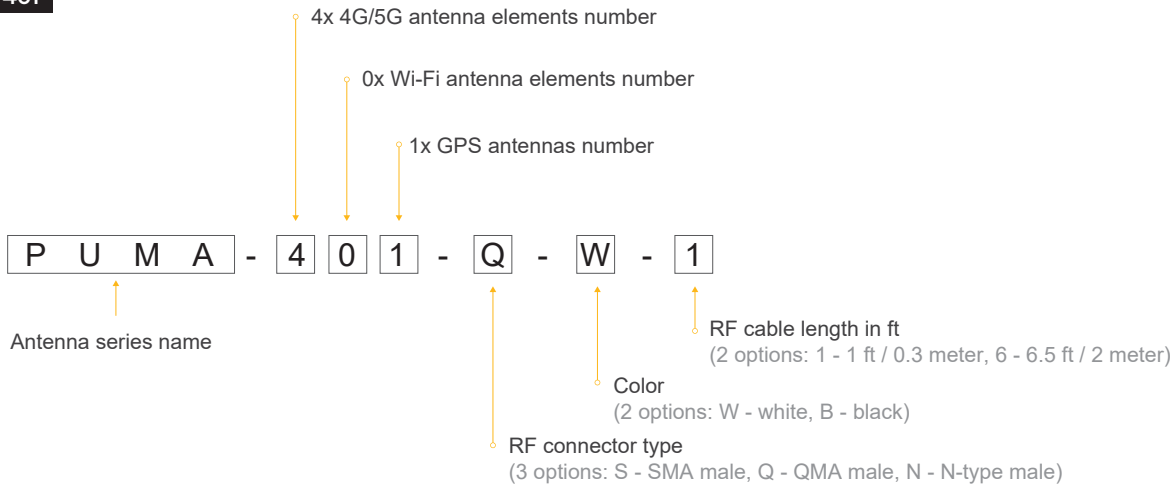 4x 4G/5G antenna elements number
0x Wi-Fi antenna elements number
1x GPS antennas number
P U M A - 4 0 1 - Q - W - 1
Antenna series name
RF cable length in ft
(2 options: 1 - 1 ft / 0.3 meter, 6 - 6.5 ft / 2 meter)
Color
(2 options: W - white, B - black)
RF connector type
(3 options: S - SMA male, Q - QMA male, N - N-type male)